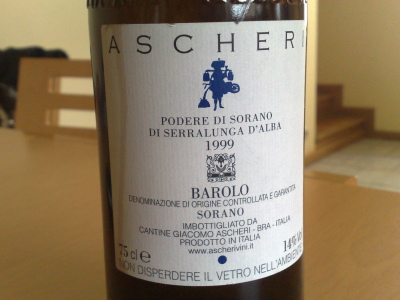 ASCHERI
PODERE DI SORANO
DI SERRALUNGA D'ALBA
1999
BAROLO
DENOMINAZIONE DI ORIGINE CONTROLLATA E GARANTITA
SORANO
IMBOTTIGLIATO DA
CANTINE GIACOMO ASCHERI - BRA - ITALIA
PRODOTTO IN ITALIA
www.ascherivini.it
75 cl e 14% Vol
NON DISPERDERE IL VETRO NELL'AMBIENTE